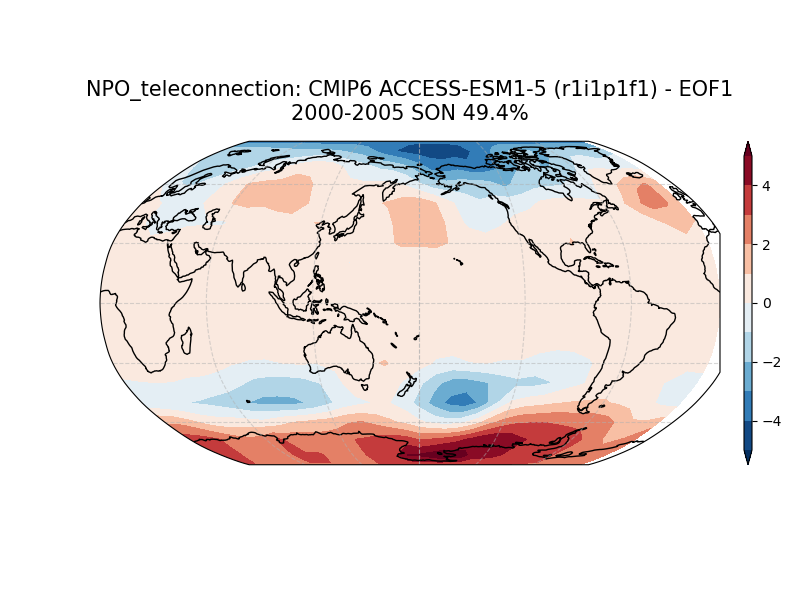 NPO_teleconnection: CMIP6 ACCESS-ESM1-5 (r1i1p1f1) - EOF1
2000-2005 SON 49.4%
4
2
0
−2
−4